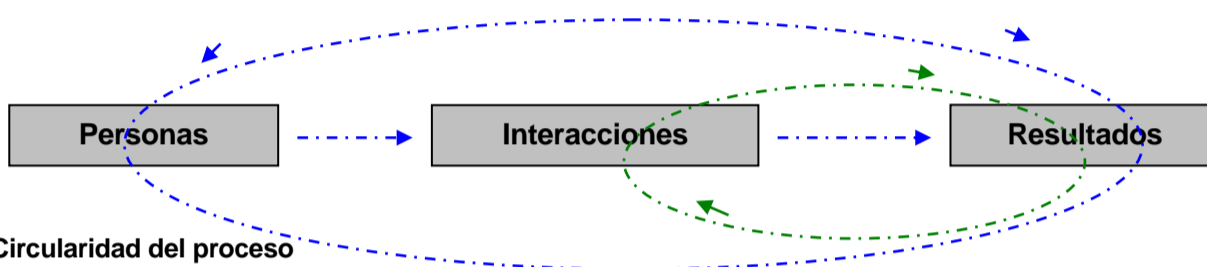 Personas
Interacciones
Resultados
Circularidad del proceso